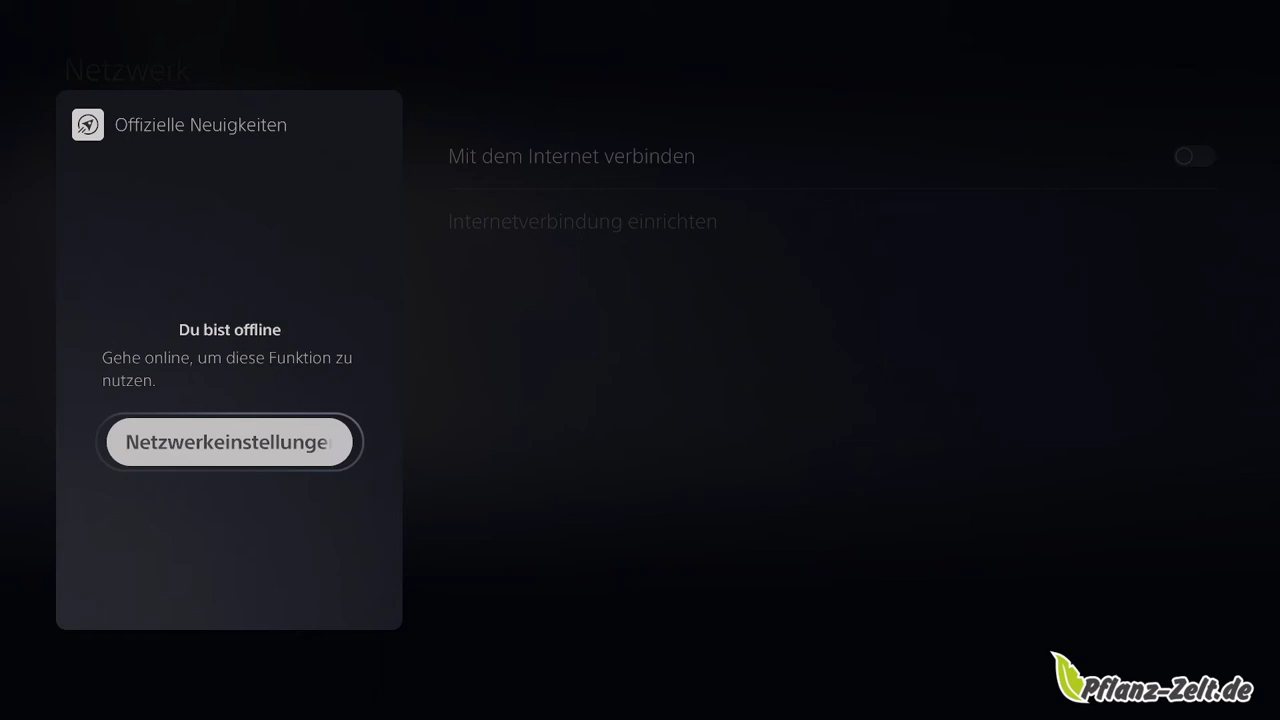 Netzwerk
Offizielle Neuigkeiten
Mit dem Internet verbinden
Internetverbindung einrichten
Du bist offline
Gehe online, um diese Funktion zu
nutzen.
Netzwerkeinstellunge
Pflanz-Zelt.de